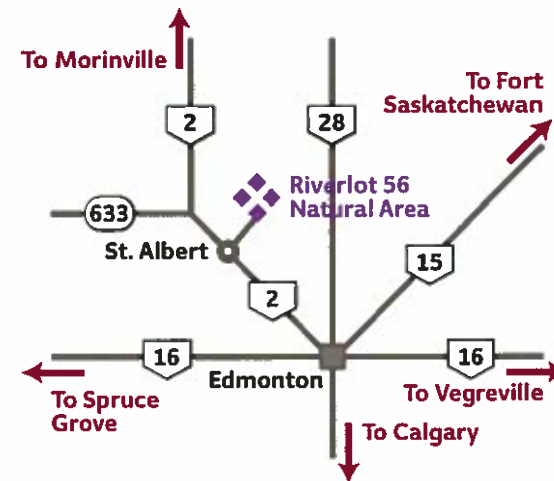 To Morinville
To Fort
Saskatchewan
2
28
Riverlot 56
Natural Area
633
St. Albert
15
2
16
Edmonton
16
To Spruce
Grove
To Vegreville
To Calgary